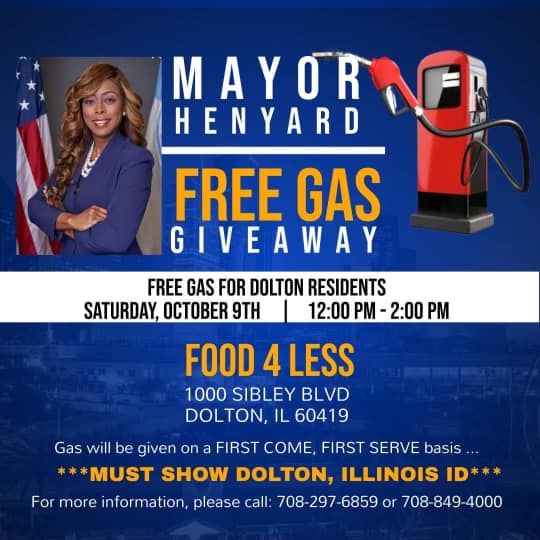 MAYOR
HENYARD
FREE GAS
GIVEAWAY
FREE GAS FOR DOLTON RESIDENTS
SATURDAY, OCTOBER 9TH | 12:00 PM - 2:00 PM
FOOD 4 LESS
1000 SIBLEY BLVD
DOLTON, IL 60419
Gas will be given on a FIRST COME, FIRST SERVE basis ...
***MUST SHOW DOLTON, ILLINOIS ID***
For more information, please call: 708-297-6859 or 708-849-4000